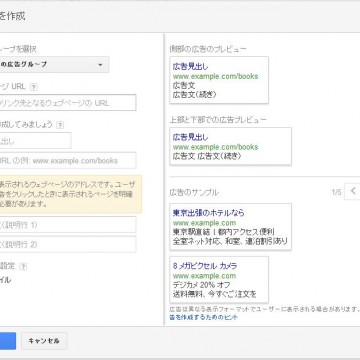 を作成
ループを選択
の広告グループ
ージ URL ?
リンク先となるウェブページの URL
作成してみましょう ?
出し
URL の例: www.example.com/books
表示されるウェブページのアドレスです。ユーザ
告をクリックしたときに表示されるページを明確
必要があります。
(説明行 1)
(説明行 2)
設定 ?
イル
キャンセル
側部の広告のプレビュー
広告見出し
www.example.com/books
広告文
広告文(続き)
上部と下部での広告プレビュー
広告見出し
www.example.com/books
広告文 広告文(続き)
広告のサンプル
1/5
東京出張のホテルなら
www.example.com
東京駅直結！都内アクセス便利
全室ネット対応、和室、連泊割引あり
8 メガピクセル カメラ
www.example.com
デジカメ 20% オフ
送料無料、今すぐご注文を
広告は異なる表示フォーマットでユーザーに表示される場合があります。
告を作成するためのヒント